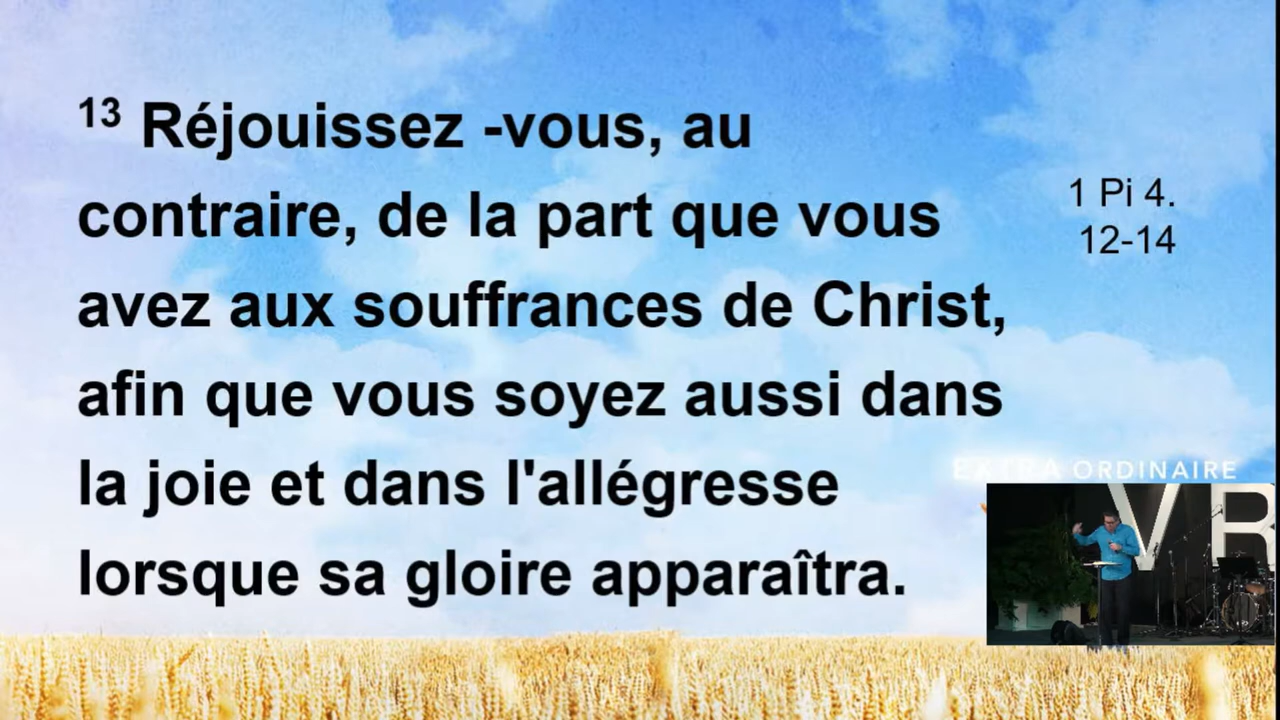 13 Réjouissez -vous, au
contraire, de la part que vous
avez aux souffrances de Christ,
afin que vous soyez aussi dans
la joie et dans l'allégresse
lorsque sa gloire apparaîtra.
1 Pi 4.
12-14
EXTRA ORDINAIRE